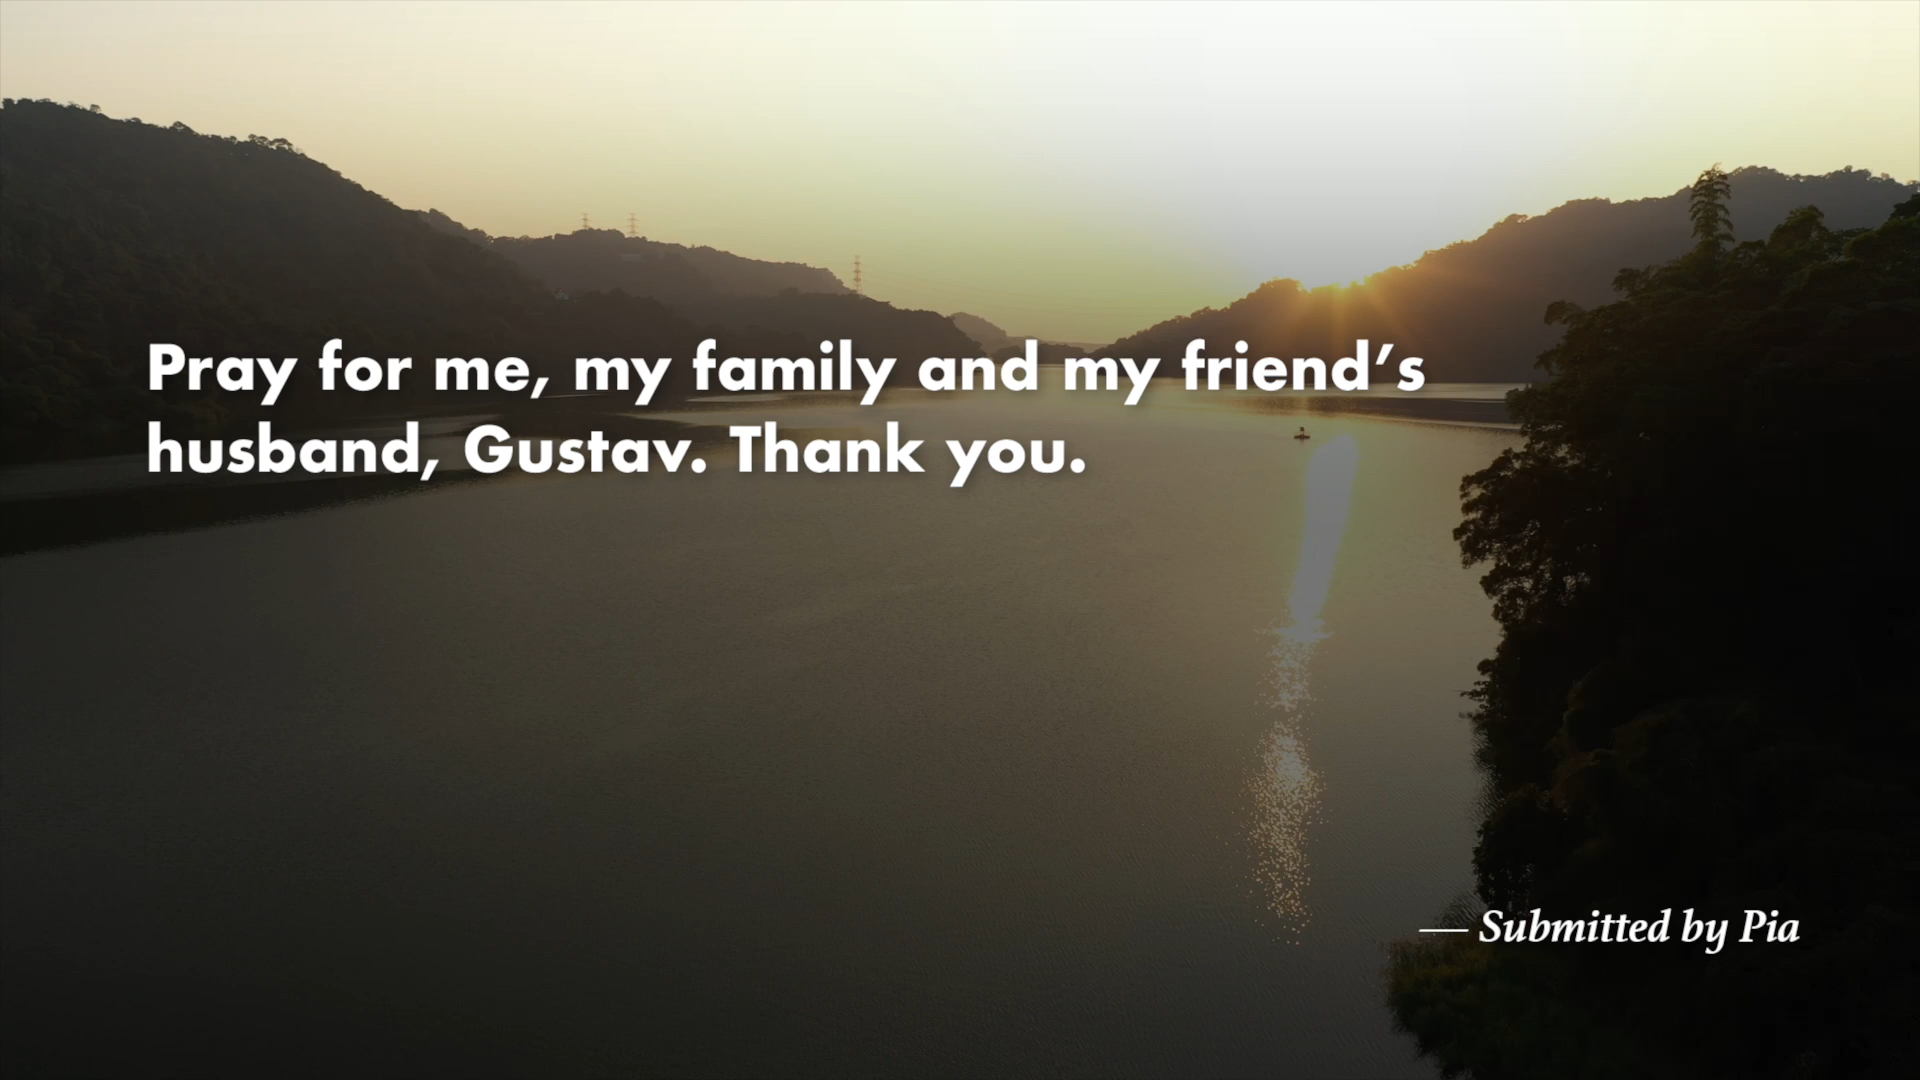 Pray for me, my family and my friend’s
husband, Gustav. Thank you.
— Submitted by Pia